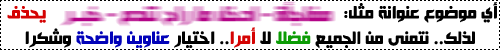 أي موضوع عنوانة مثلا: يحذف
لذلك.. نتمنى من الجميع فضلا لا أمرا.. اختيار عناوين واضحة وشكرا